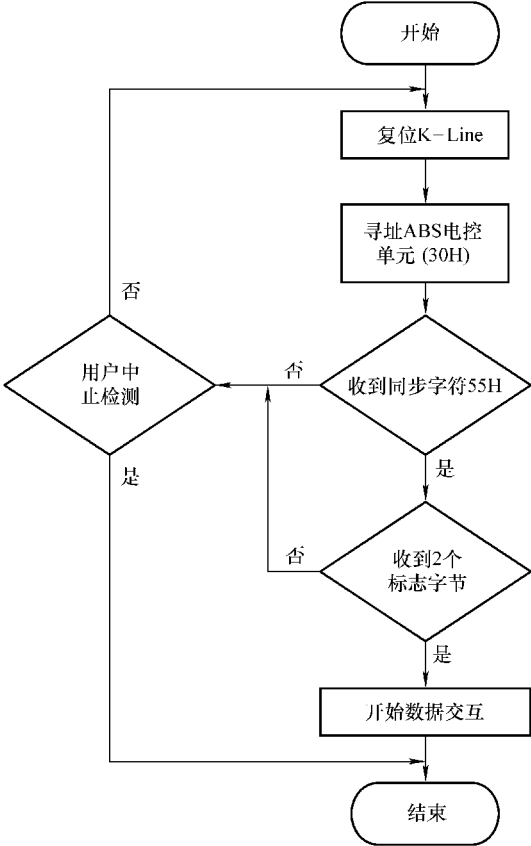 开始
复位K-Line
寻址ABS电控
单元 (30H)
否
用户中
止检测
否
收到同步字符55H
是
是
否
收到2个
标志字节
是
开始数据交互
结束